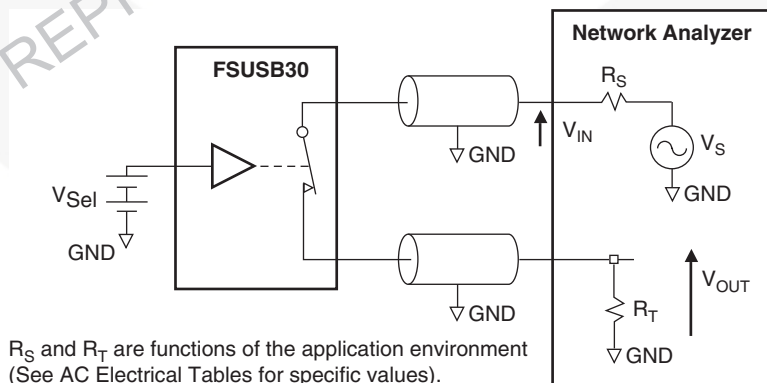 REPR
Network Analyzer
FSUSB30
R_S
V_IN
V_S
GND
GND
V_Sel
GND
V_OUT
GND
R_T
GND
R_S and R_T are functions of the application environment
(See AC Electrical Tables for specific values).